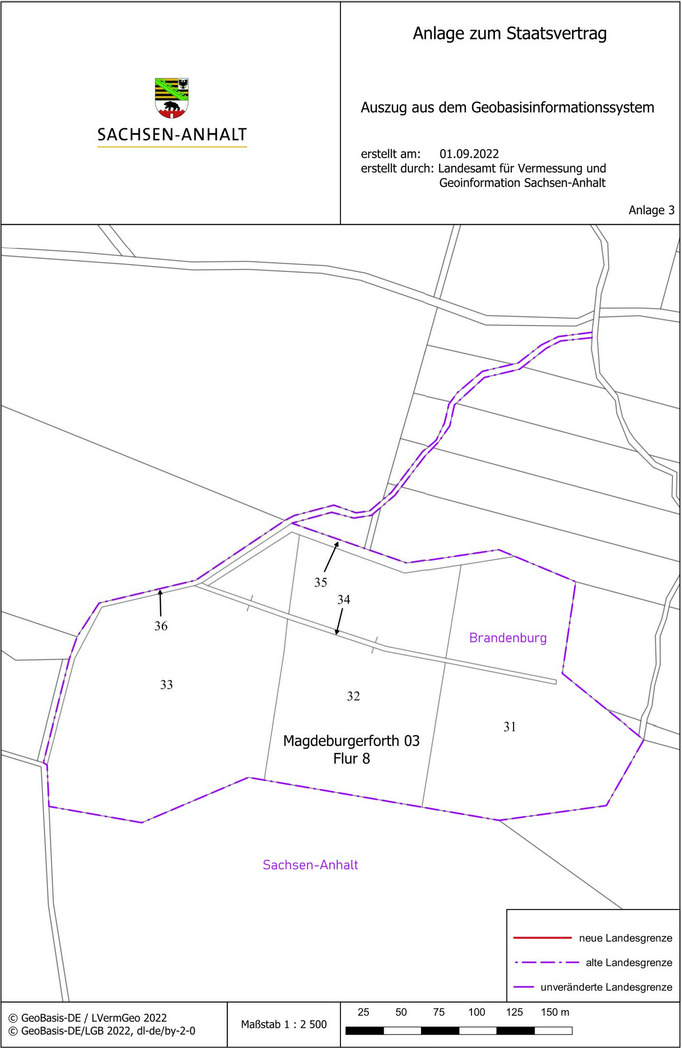 Anlage zum Staatsvertrag
SACHSEN-ANHALT
Auszug aus dem Geobasisinformationssystem
erstellt am: 01.09.2022
erstellt durch: Landesamt für Vermessung und
Geoinformation Sachsen-Anhalt
Anlage 3
35
34
36
Brandenburg
33
32
31
Magdeburgerforth 03
Flur 8
Sachsen-Anhalt
neue Landesgrenze
alte Landesgrenze
unveränderte Landesgrenze
© GeoBasis-DE / LVermGeo 2022
© GeoBasis-DE/LGB 2022, dl-de/by-2-0
Maßstab 1 : 2 500
25 50 75 100 125 150 m